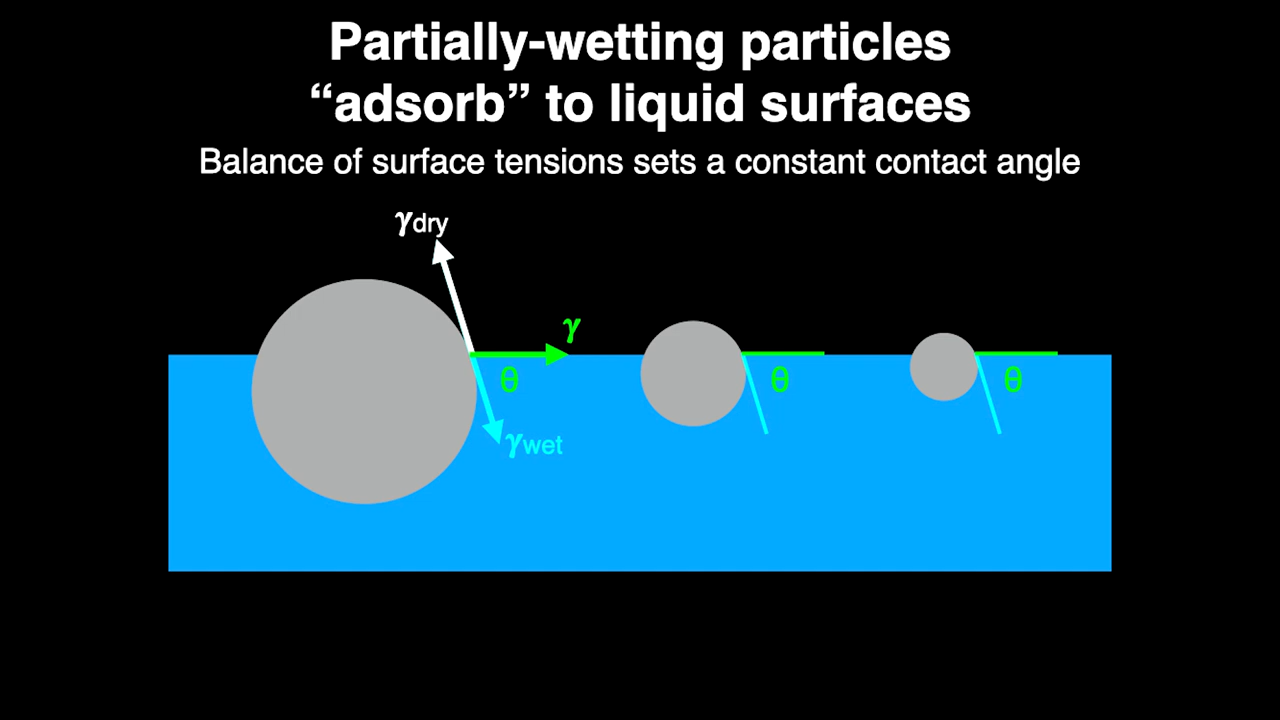 Partially-wetting particles
“adsorb” to liquid surfaces
Balance of surface tensions sets a constant contact angle
γdry
γ
θ
θ
θ
γwet